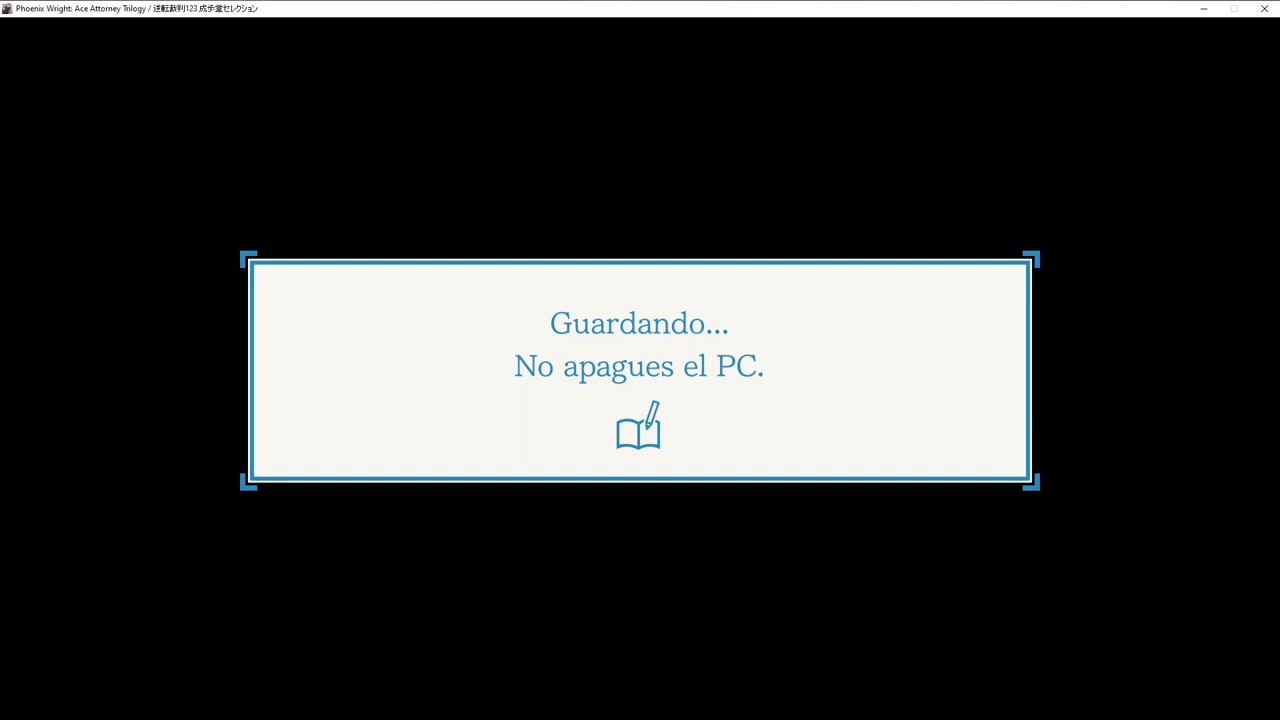 Phoenix Wright: Ace Attorney Trilogy / 逆転裁判123 成歩堂セレクション
Guardando...
No apagues el PC.